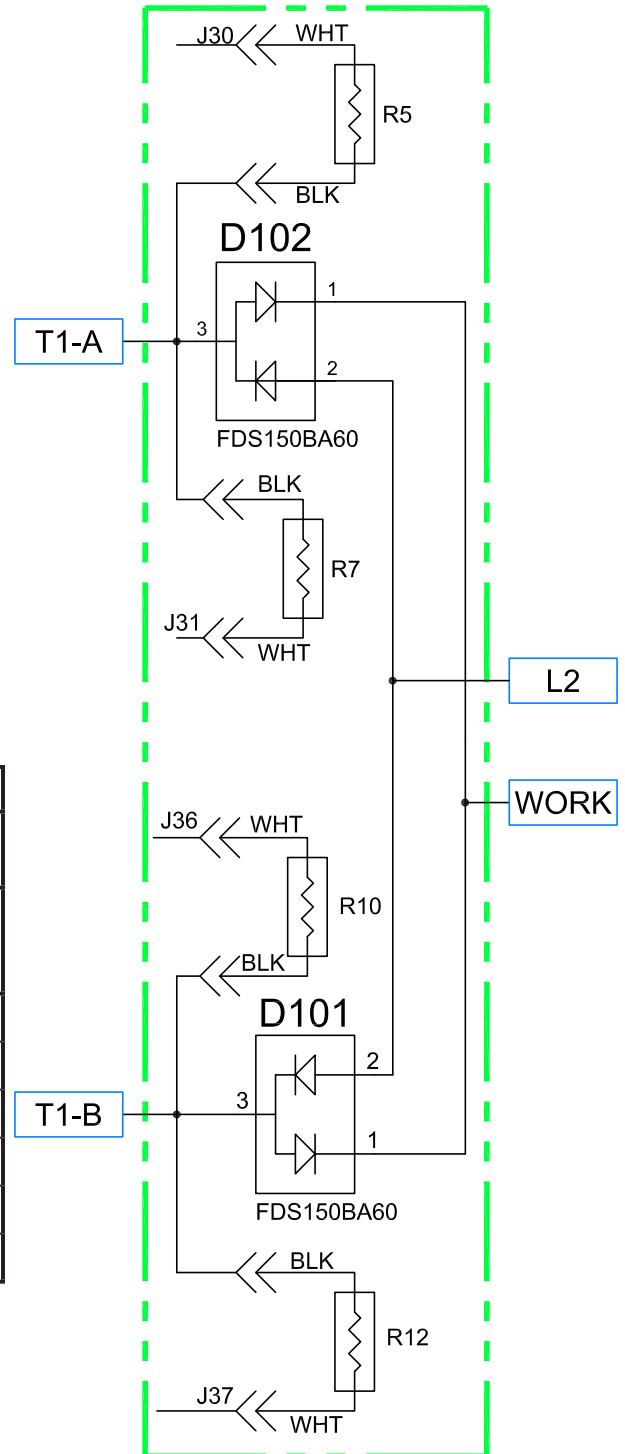 J30
WHT
R5
BLK
D102
1
3
T1-A
2
FDS150BA60
BLK
R7
J31
WHT
L2
WORK
J36
WHT
R10
BLK
D101
2
3
T1-B
1
FDS150BA60
BLK
R12
J37
WHT